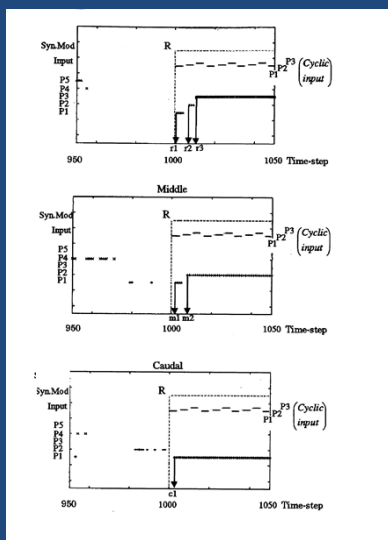 Syn.Mod R
Input P1 P2 P3 (Cyclic input)
P5
P4
P3
P2
P1
950 1000 r1 r2 r3 1050 Time-step
Middle
Syn.Mod R
Input P1 P2 P3 (Cyclic input)
P5
P4
P3
P2
P1
950 1000 m1 m2 1050 Time-step
Caudal
Syn.Mod R
Input P1 P2 P3 (Cyclic input)
P5
P4
P3
P2
P1
950 1000 c1 1050 Time-step